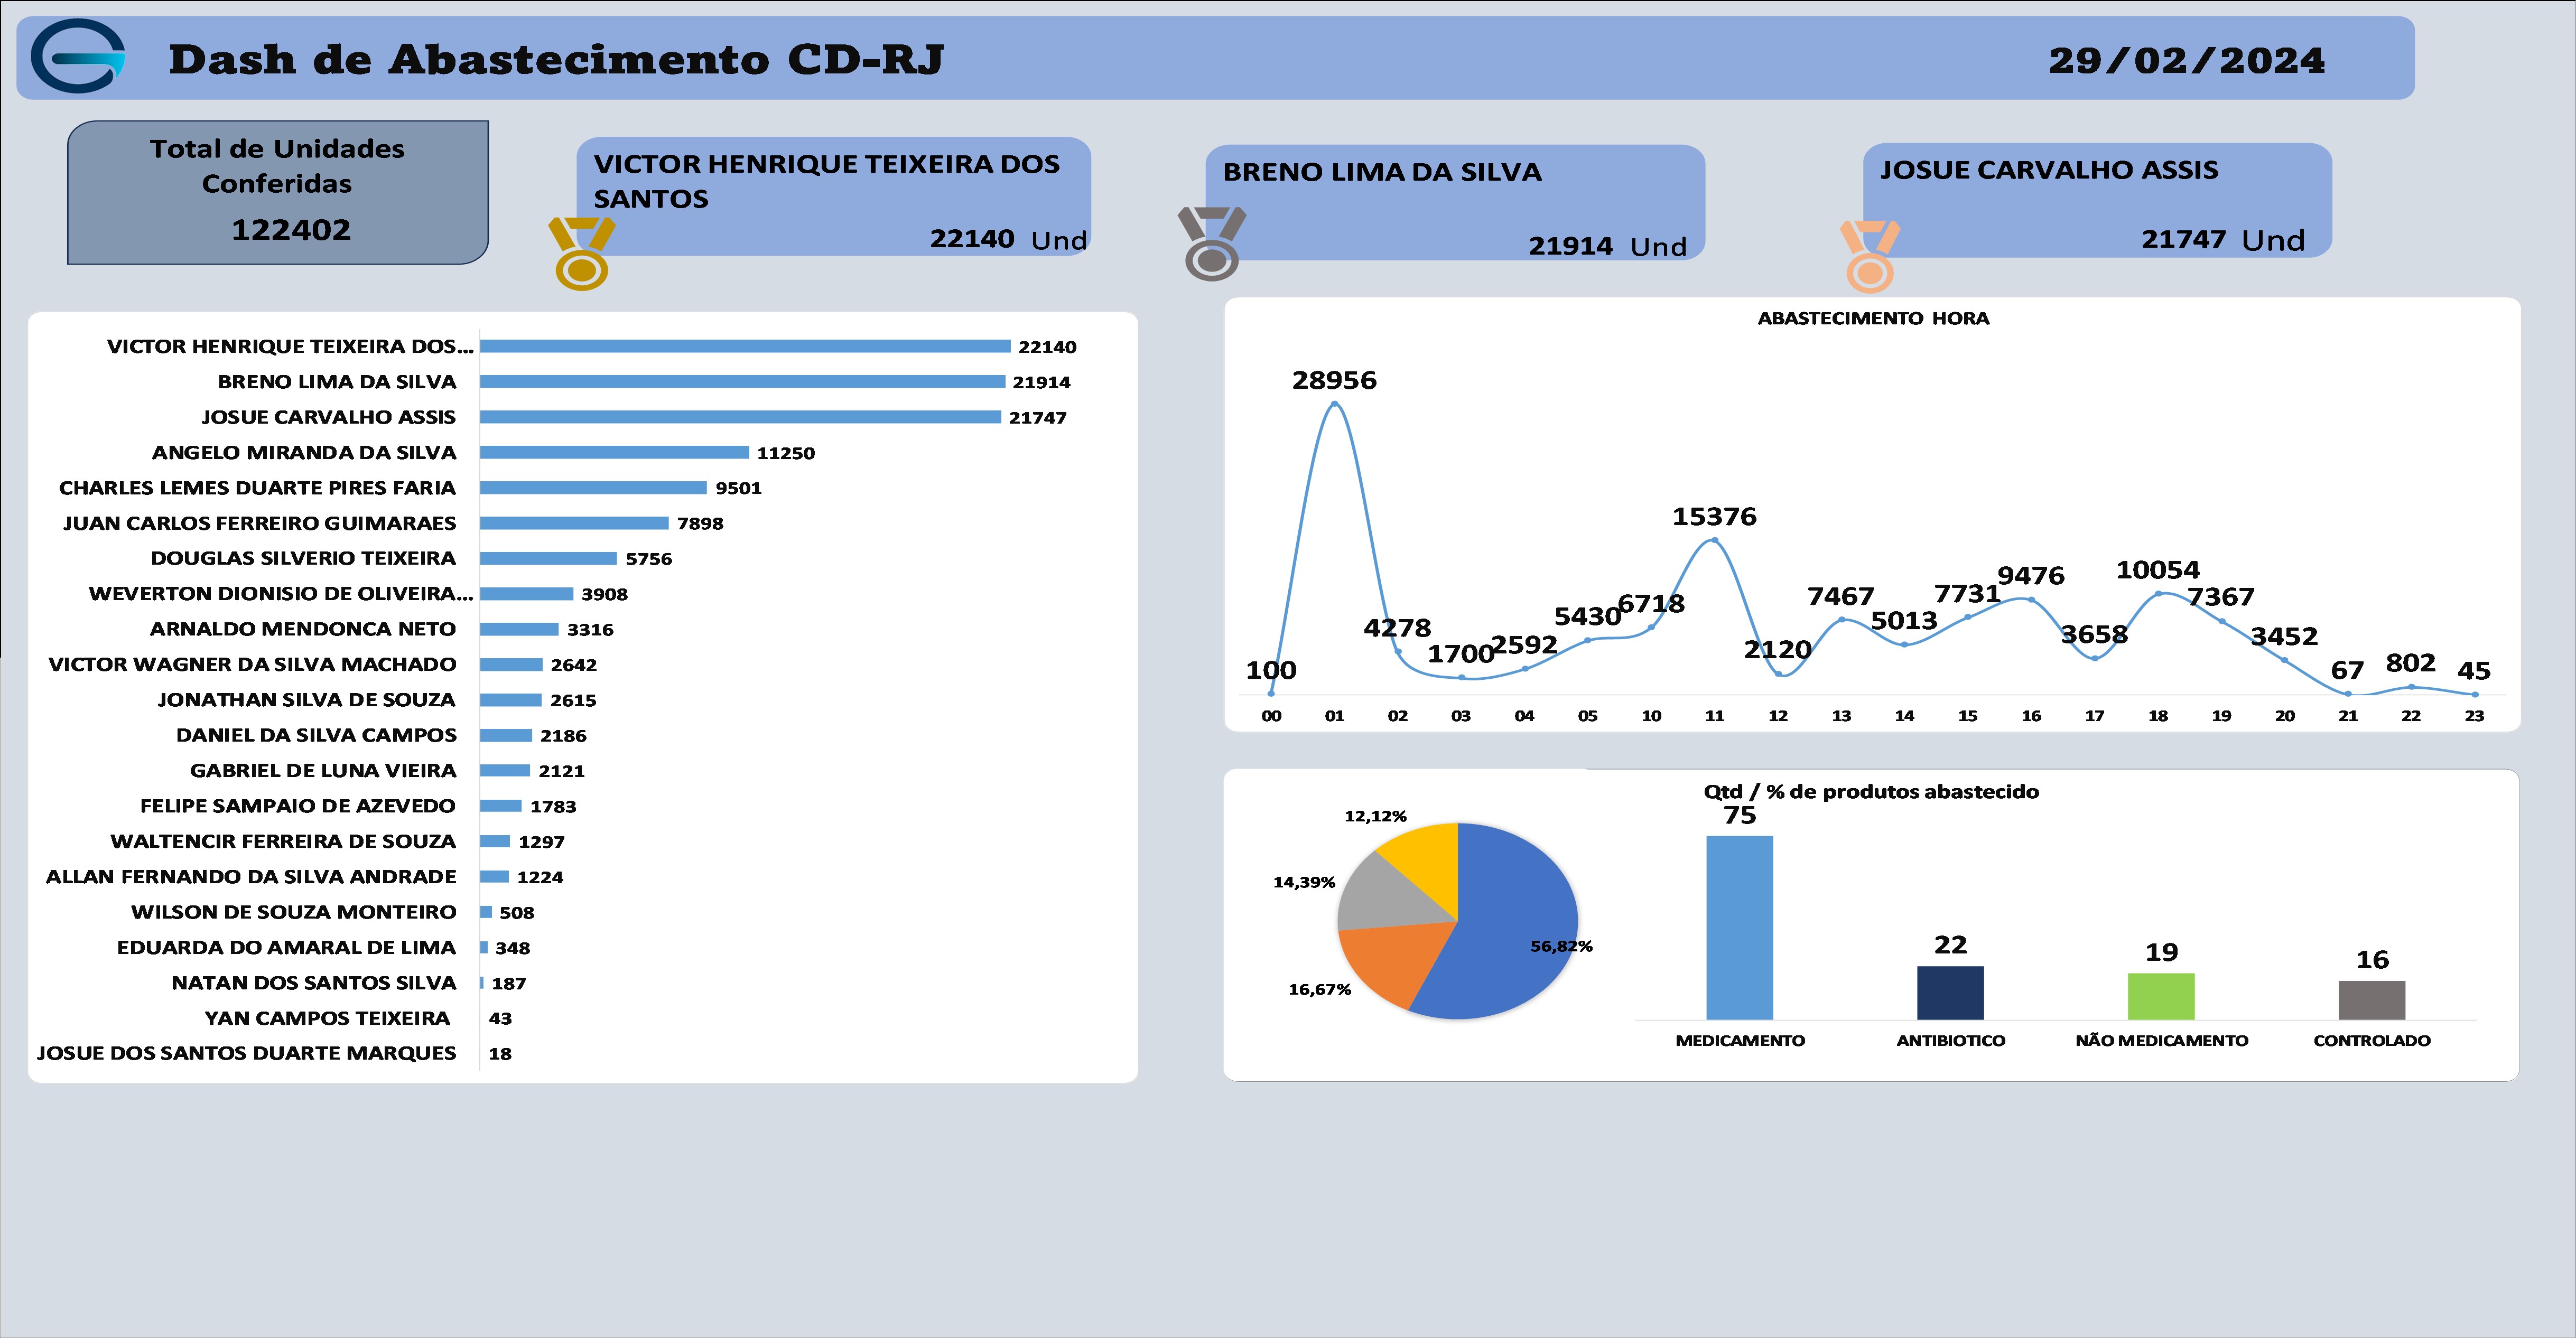 Dash de Abastecimento CD-RJ
29/02/2024
Total de Unidades
Conferidas
122402
VICTOR HENRIQUE TEIXEIRA DOS
SANTOS
22140 Und
BRENO LIMA DA SILVA
21914 Und
JOSUE CARVALHO ASSIS
21747 Und
VICTOR HENRIQUE TEIXEIRA DOS... 22140
BRENO LIMA DA SILVA 21914
JOSUE CARVALHO ASSIS 21747
ANGELO MIRANDA DA SILVA 11250
CHARLES LEMES DUARTE PIRES FARIA 9501
JUAN CARLOS FERREIRO GUIMARAES 7898
DOUGLAS SILVERIO TEIXEIRA 5756
WEVERTON DIONISIO DE OLIVEIRA... 3908
ARNALDO MENDONCA NETO 3316
VICTOR WAGNER DA SILVA MACHADO 2642
JONATHAN SILVA DE SOUZA 2615
DANIEL DA SILVA CAMPOS 2186
GABRIEL DE LUNA VIEIRA 2121
FELIPE SAMPAIO DE AZEVEDO 1783
WALTENCIR FERREIRA DE SOUZA 1297
ALLAN FERNANDO DA SILVA ANDRADE 1224
WILSON DE SOUZA MONTEIRO 508
EDUARDA DO AMARAL DE LIMA 348
NATAN DOS SANTOS SILVA 187
YAN CAMPOS TEIXEIRA 43
JOSUE DOS SANTOS DUARTE MARQUES 18
ABASTECIMENTO HORA
100 28956 4278 1700 2592 5430 6718 15376 2120 7467 5013 7731 9476 3658 10054 7367 3452 67 802 45
00 01 02 03 04 05 10 11 12 13 14 15 16 17 18 19 20 21 22 23
Qtd / % de produtos abastecido
12,12%
14,39%
16,67%
56,82%
75 22 19 16
MEDICAMENTO ANTIBIOTICO NÃO MEDICAMENTO CONTROLADO